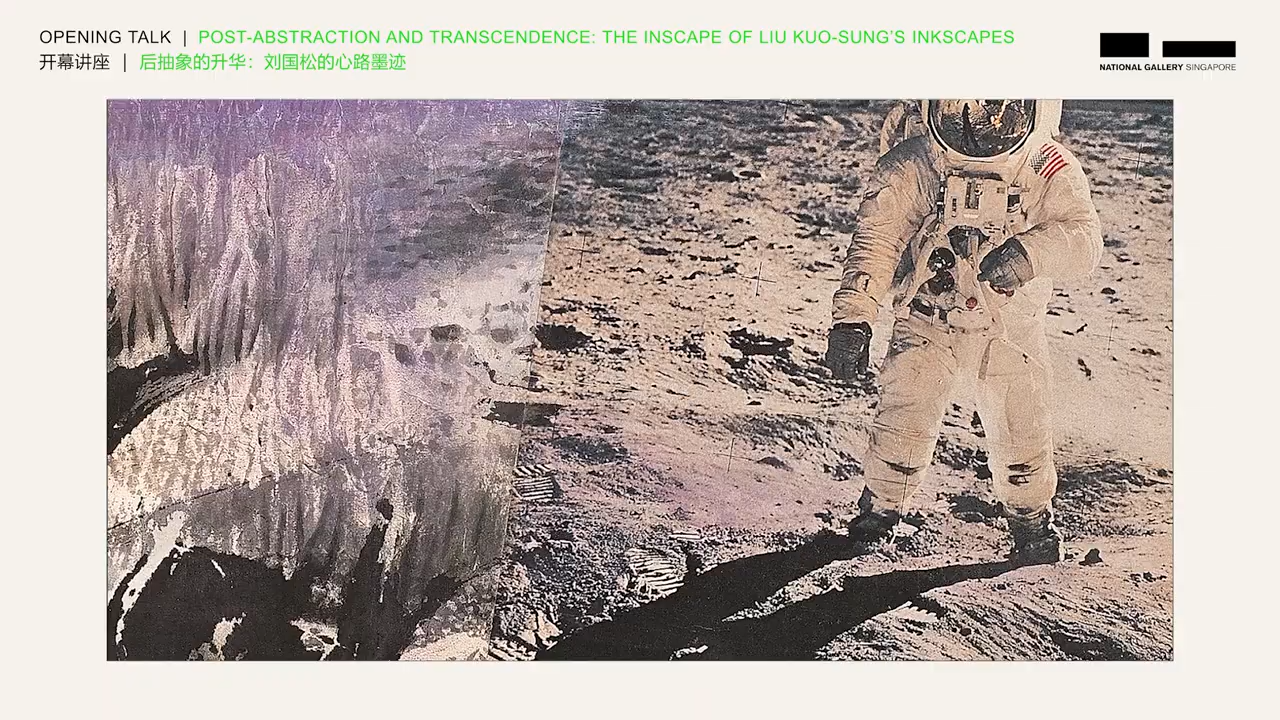 OPENING TALK | POST-ABSTRACTION AND TRANSCENDENCE: THE INSCAPE OF LIU KUO-SUNG'S INKSCAPES
开幕讲座 | 后抽象的升华：刘国松的心路墨迹
NATIONAL GALLERY SINGAPORE